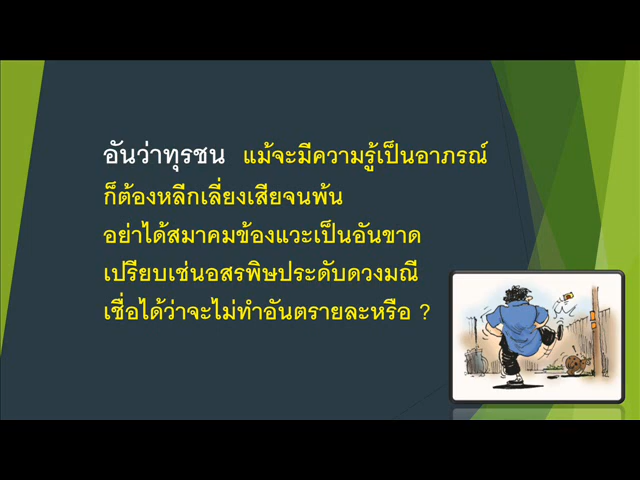 อันว่าทุรชน แม้จะมีความรู้เป็นอาภรณ์
ก็ต้องหลีกเลี่ยงเสียจนพ้น
อย่าได้สมาคมข้องแวะเป็นอันขาด
เปรียบเช่นอสรพิษประดับดวงมณี
เชื่อได้ว่าจะไม่ทำอันตรายละหรือ ?